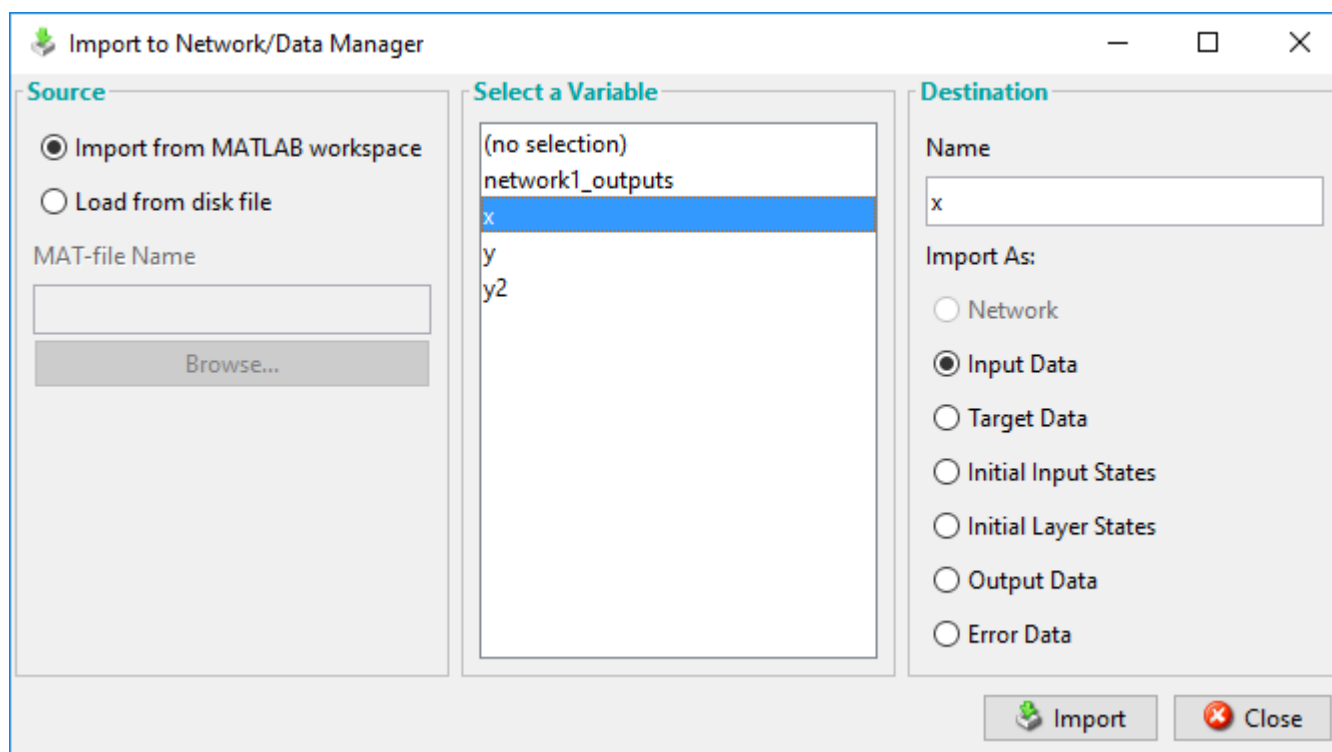 Import to Network/Data Manager
Source
Import from MATLAB workspace
Load from disk file
MAT-file Name
Browse...
Select a Variable
(no selection)
network1_outputs
x
y
y2
Destination
Name
x
Import As:
Network
Input Data
Target Data
Initial Input States
Initial Layer States
Output Data
Error Data
Import
Close